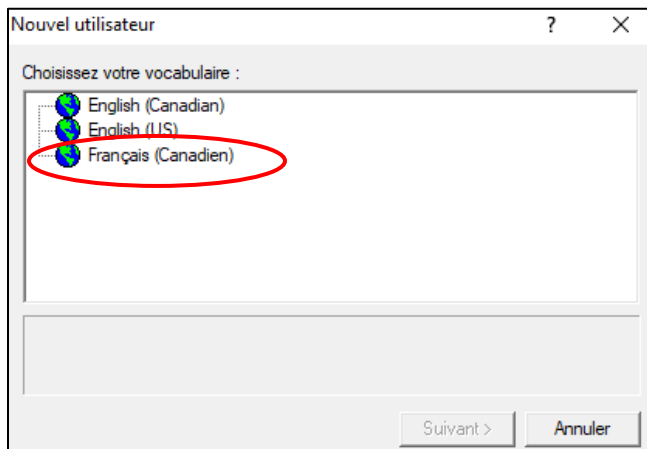 Nouvel utilisateur ? ×
Choisissez votre vocabulaire :
English (Canadian)
English (US)
Français (Canadien)
Suivant > Annuler